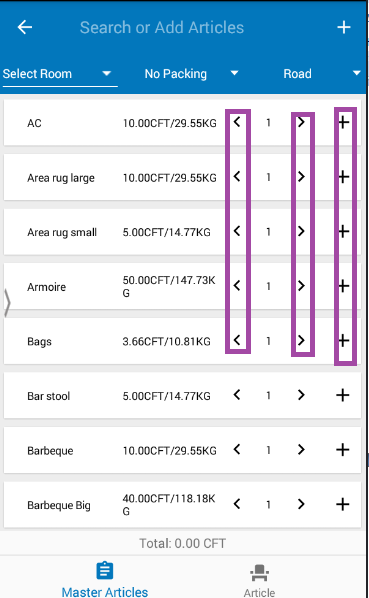 Search or Add Articles
Select Room No Packing Road
AC 10.00CFT/29.55KG 1
Area rug large 10.00CFT/29.55KG 1
Area rug small 5.00CFT/14.77KG 1
Armoire 50.00CFT/147.73K
G 1
Bags 3.66CFT/10.81KG 1
Bar stool 5.00CFT/14.77KG 1
Barbeque 10.00CFT/29.55KG 1
Barbeque Big 40.00CFT/118.18K
G 1
Total: 0.00 CFT
Master Articles Article